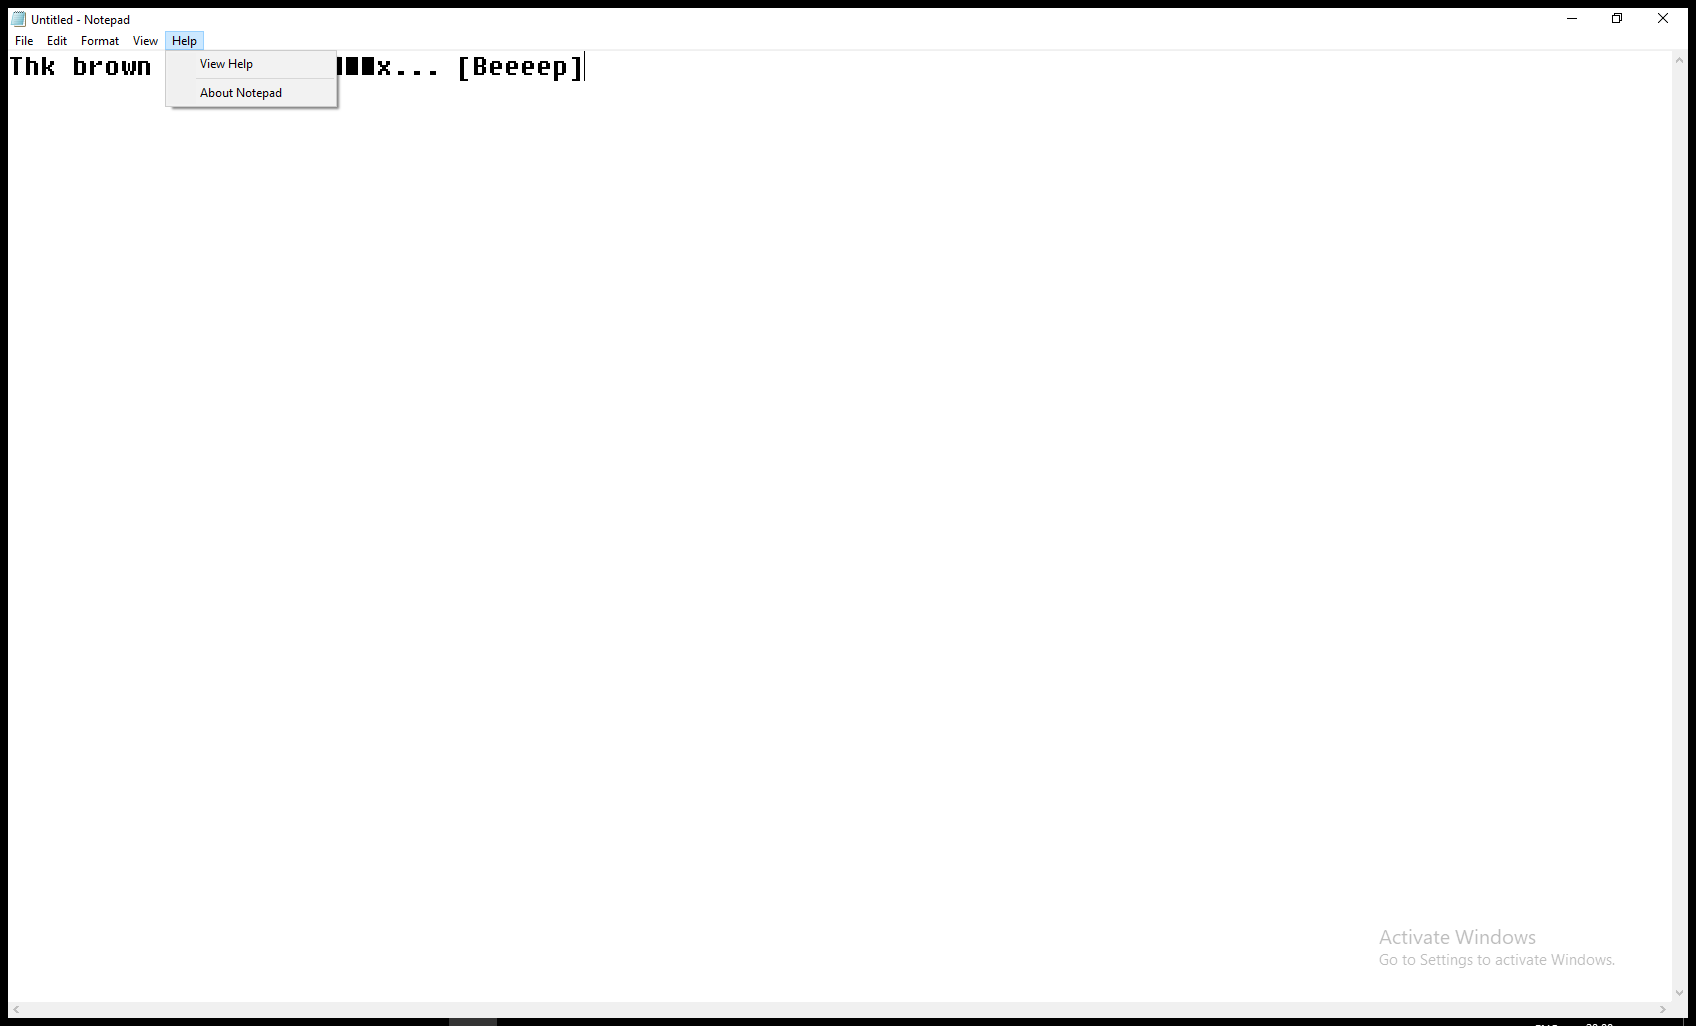 Untitled - Notepad
File Edit Format View Help
Thk brown ■■x... [Beeeep]
View Help
About Notepad
Activate Windows
Go to Settings to activate Windows.